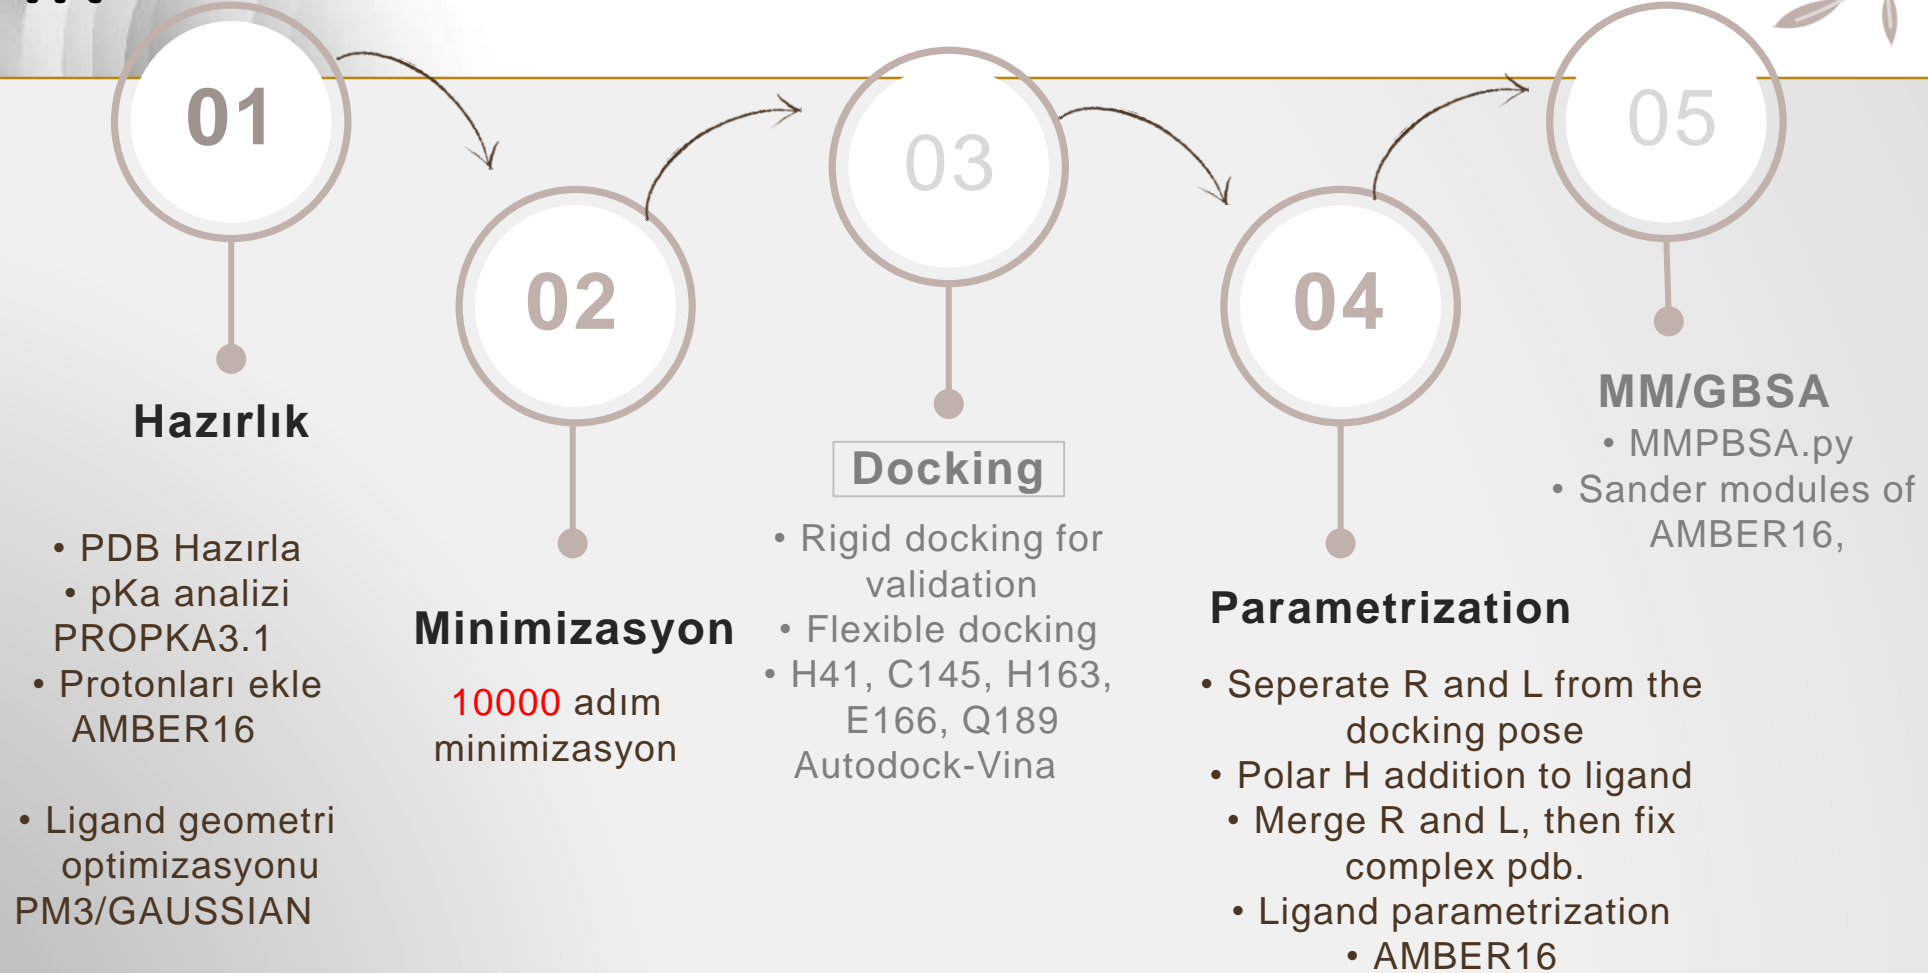 01
Hazırlık
• PDB Hazırla
• pKa analizi
PROPKA3.1
• Protonları ekle
AMBER16
• Ligand geometri
optimizasyonu
PM3/GAUSSIAN
02
Minimizasyon
10000 adım
minimizasyon
03
Docking
• Rigid docking for
validation
• Flexible docking
• H41, C145, H163,
E166, Q189
Autodock-Vina
04
Parametrization
• Seperate R and L from the
docking pose
• Polar H addition to ligand
• Merge R and L, then fix
complex pdb.
• Ligand parametrization
• AMBER16
05
MM/GBSA
• MMPBSA.py
• Sander modules of
AMBER16,